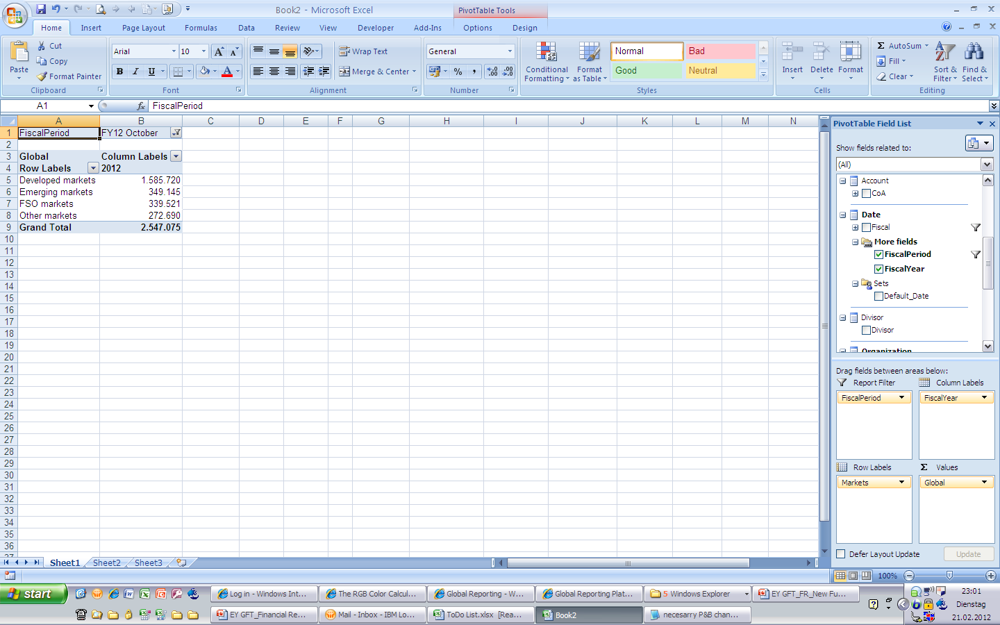 Book2 - Microsoft Excel
PivotTable Tools
Home Insert Page Layout Formulas Data Review View Developer Add-Ins Options Design
Paste
Cut
Copy
Format Painter
Clipboard
Arial 10
B I U
Font
Wrap Text
Merge & Center
Alignment
General
% ,
Number
Conditional Formatting
Format as Table
Normal Bad
Good Neutral
Styles
Insert Delete Format
Cells
Σ AutoSum
Fill
Clear
Sort & Filter
Find & Select
Editing
A1 fx FiscalPeriod
A B C D E F G H I J K L M N
1 FiscalPeriod FY12 October
2
3 Global Column Labels
4 Row Labels 2012
5 Developed markets 1.585.720
6 Emerging markets 349.145
7 FSO markets 339.521
8 Other markets 272.690
9 Grand Total 2.547.075
10
11
12
13
14
15
16
17
18
19
20
21
22
23
24
25
26
27
28
29
30
31
32
33
34
35
36
37
PivotTable Field List
Show fields related to:
(All)
Account
CoA
Date
Fiscal
More fields
FiscalPeriod
FiscalYear
Sets
Default_Date
Divisor
Divisor
Organization
Drag fields between areas below:
Report Filter Column Labels
FiscalPeriod FiscalYear
Row Labels Σ Values
Markets Global
Defer Layout Update Update
Sheet1 Sheet2 Sheet3
100%
start
Log in - Windows Int...
The RGB Color Calcul...
Global Reporting - W...
Global Reporting Plat...
5 Windows Explorer
EY GFT_FR_New Fu...
EY GFT_Financial Re...
Mail - Inbox - IBM Lo...
ToDo List.xlsx [Rea...
Book2
necesarry P&B chan...
23:01
Dienstag
21.02.2012